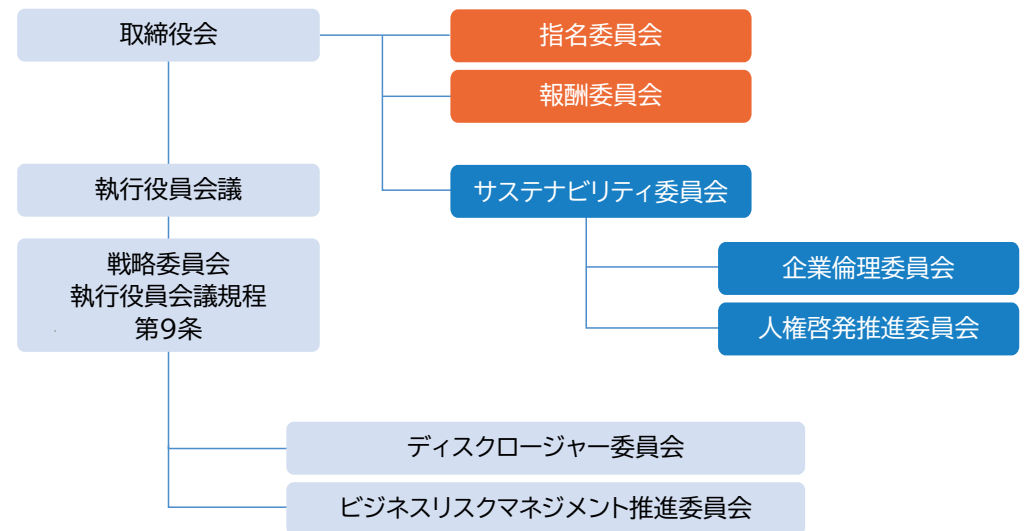 取締役会
指名委員会
報酬委員会
執行役員会議
サステナビリティ委員会
戦略委員会
執行役員会議規程
第9条
企業倫理委員会
人権啓発推進委員会
ディスクロージャー委員会
ビジネスリスクマネジメント推進委員会